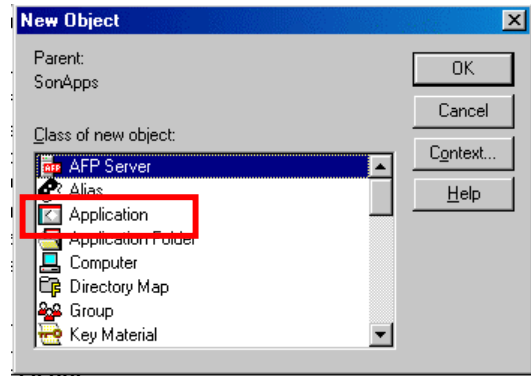 New Object
Parent:
SonApps
Class of new object:
AFP Server
Alias
Application
Application Folder
Computer
Directory Map
Group
Key Material
OK
Cancel
Context...
Help